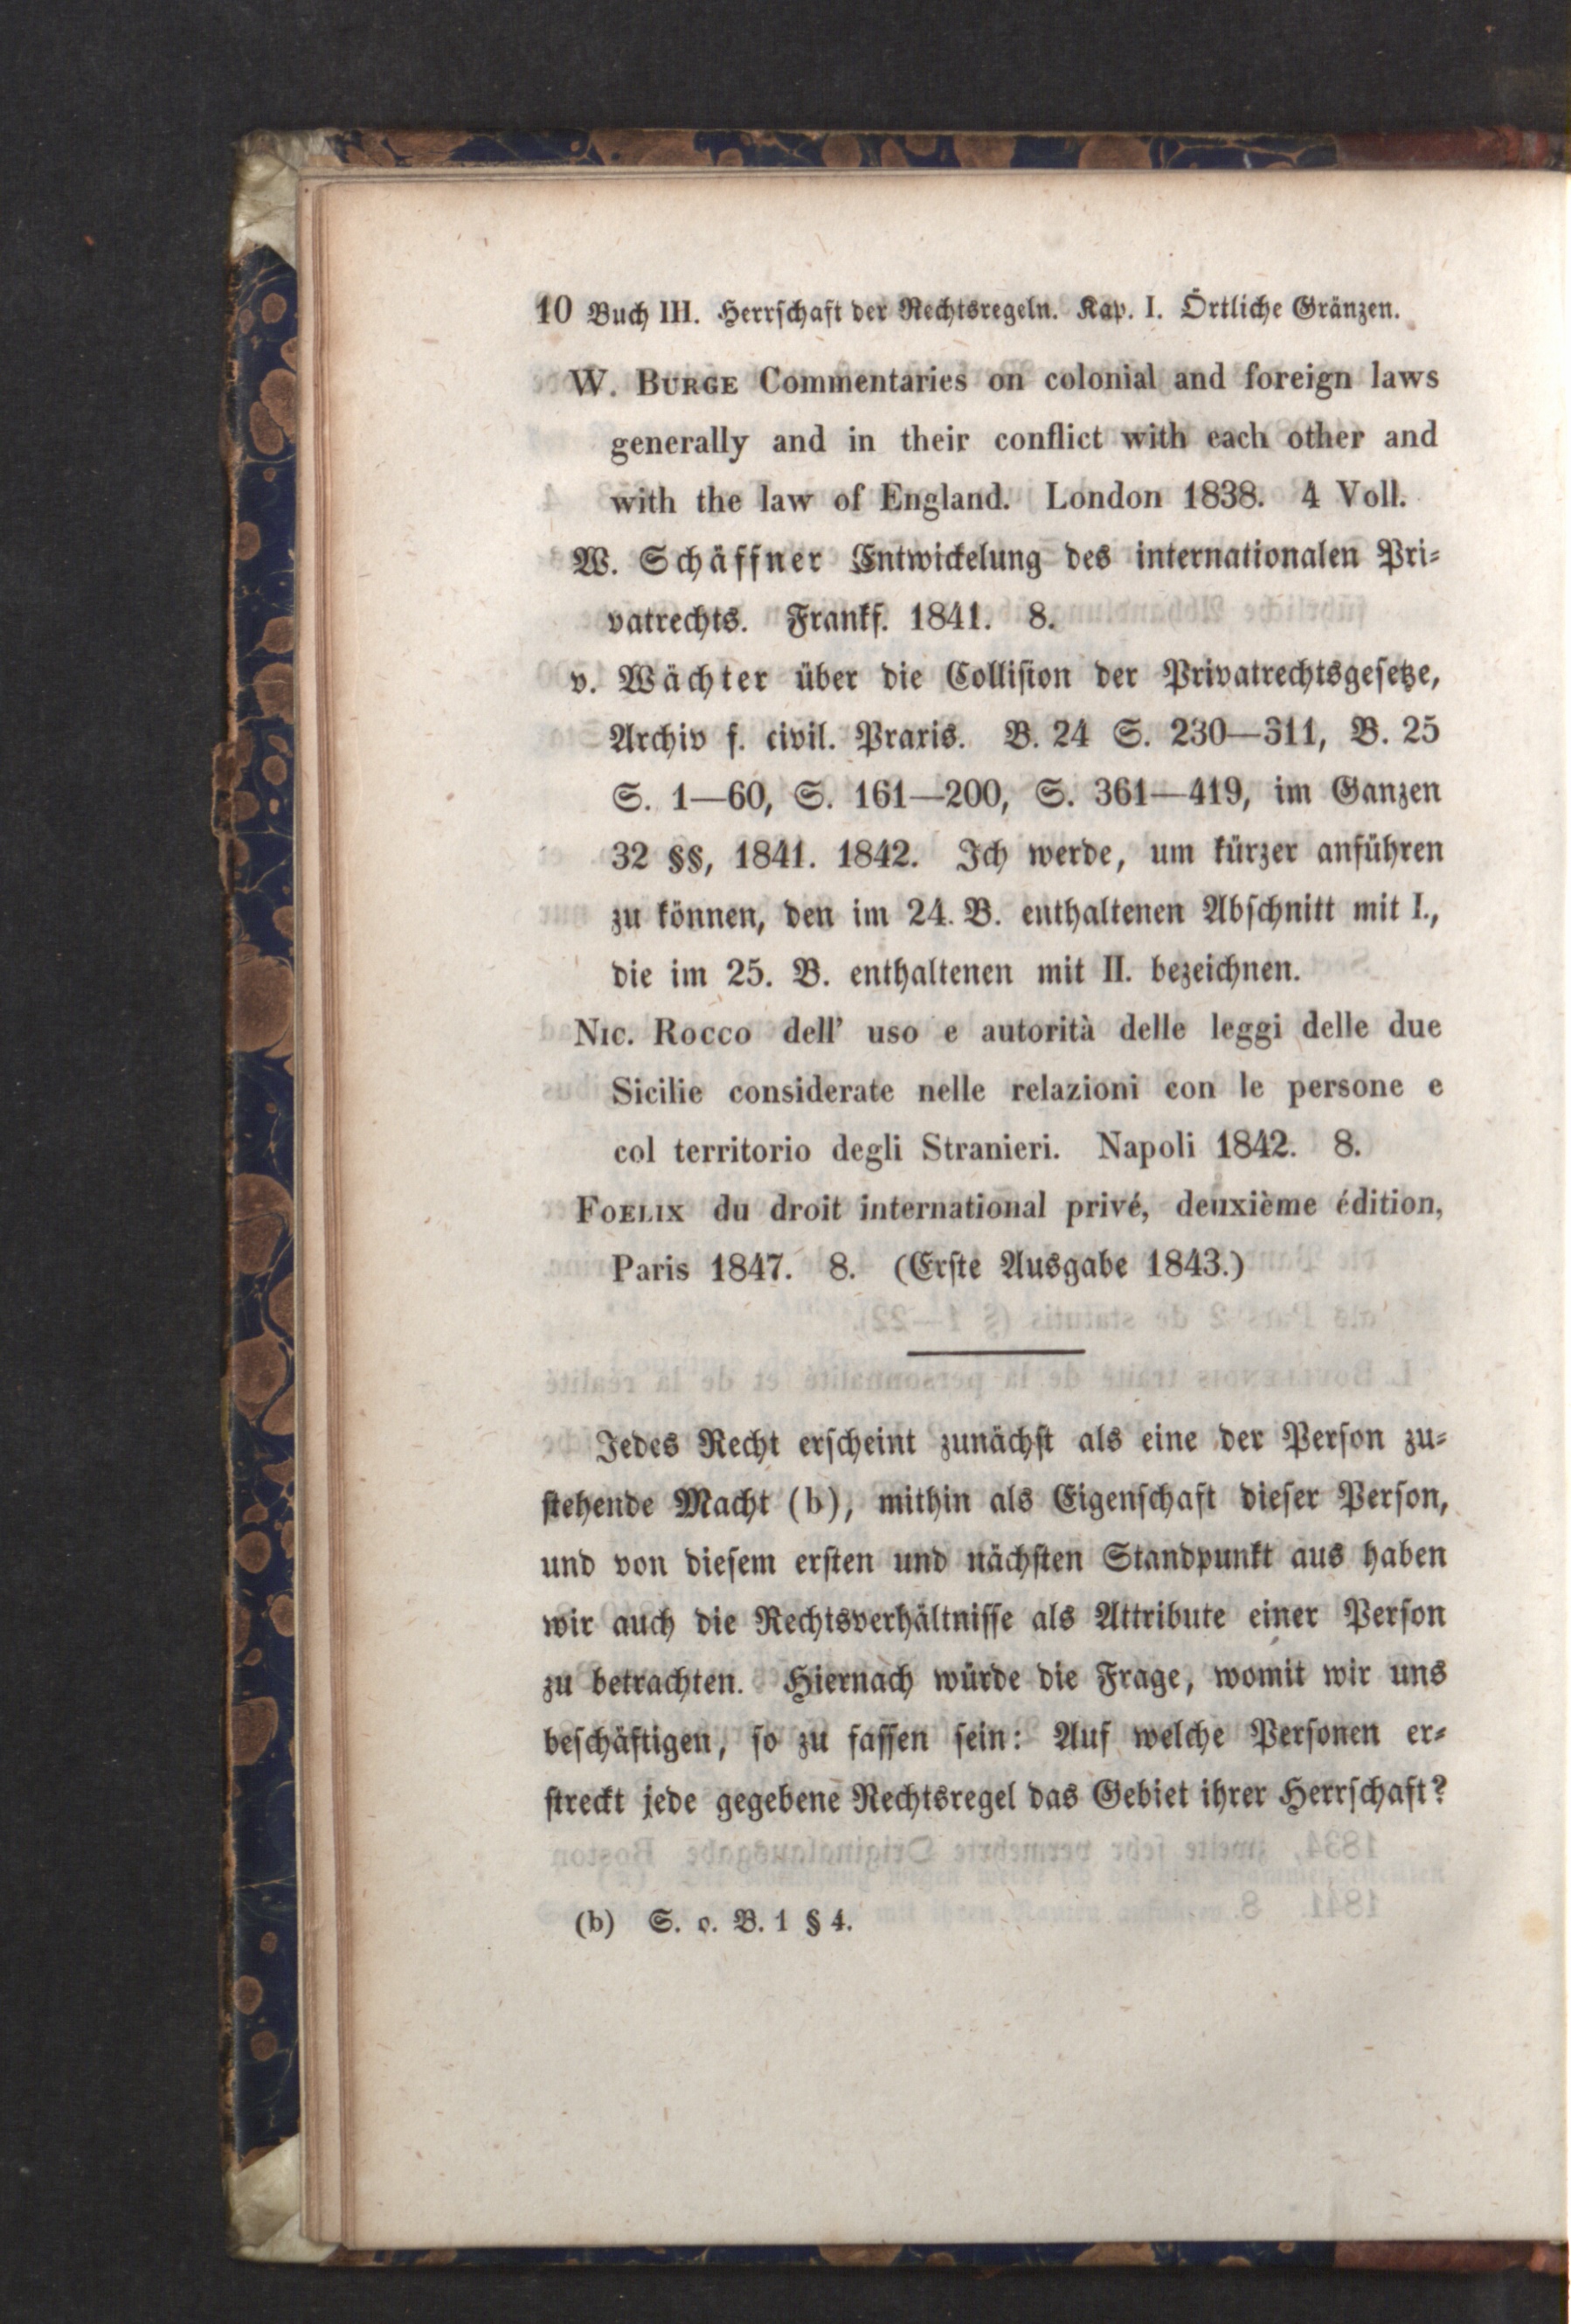 10 Buch III. Herrſchaft der Rechtsregeln. Kap. I. Örtliche Gränzen.
W. Burge Commentaries on colonial and foreign laws
generally and in their conflict with each other and
with the law of England. London 1838. 4 Voll.
W. Schäffner Entwickelung des internationalen Pri-
vatrechts. Frankf. 1841. 8.
v. Wächter über die Colliſion der Privatrechtsgeſetze,
Archiv f. civil. Praxis. B. 24 S. 230—311, B. 25
S. 1—60, S. 161—200, S. 361—419, im Ganzen
32 §§, 1841. 1842. Ich werde, um kürzer anführen
zu können, den im 24. B. enthaltenen Abſchnitt mit I.,
die im 25. B. enthaltenen mit II. bezeichnen.
Nic. Rocco dell' uso e autorità delle leggi delle due
Sicilie considerate nelle relazioni con le persone e
col territorio degli Stranieri. Napoli 1842. 8.
Foelix du droit international privé, deuxième édition,
Paris 1847. 8. (Erſte Ausgabe 1843.)
Jedes Recht erſcheint zunächſt als eine der Perſon zu-
ſtehende Macht (b), mithin als Eigenſchaft dieſer Perſon,
und von dieſem erſten und nächſten Standpunkt aus haben
wir auch die Rechtsverhältniſſe als Attribute einer Perſon
zu betrachten. Hiernach würde die Frage, womit wir uns
beſchäftigen, ſo zu faſſen ſein: Auf welche Perſonen er-
ſtreckt jede gegebene Rechtsregel das Gebiet ihrer Herrſchaft?
(b) S. o. B. 1 § 4.